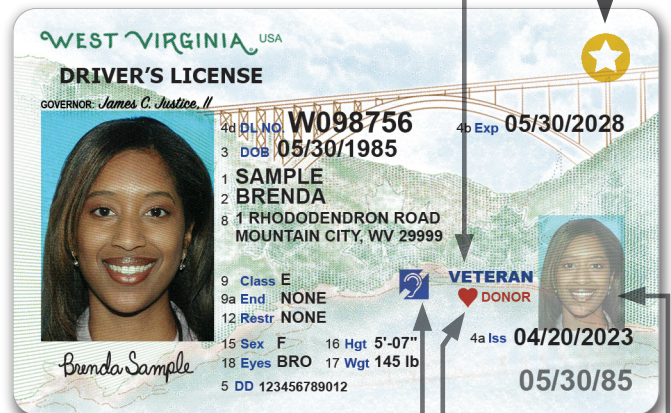 WEST VIRGINIA, USA
DRIVER'S LICENSE
GOVERNOR: James C. Justice, II
4d DL NO. W098756 4b Exp 05/30/2028
3 DOB 05/30/1985
1 SAMPLE
2 BRENDA
8 1 RHODODENDRON ROAD
MOUNTAIN CITY, WV 29999
9 Class E
VETERAN
9a End NONE
DONOR
12 Restr NONE
15 Sex F 16 Hgt 5'-07"
4a Iss 04/20/2023
18 Eyes BRO 17 Wgt 145 lb
Brenda Sample
5 DD 123456789012
05/30/85